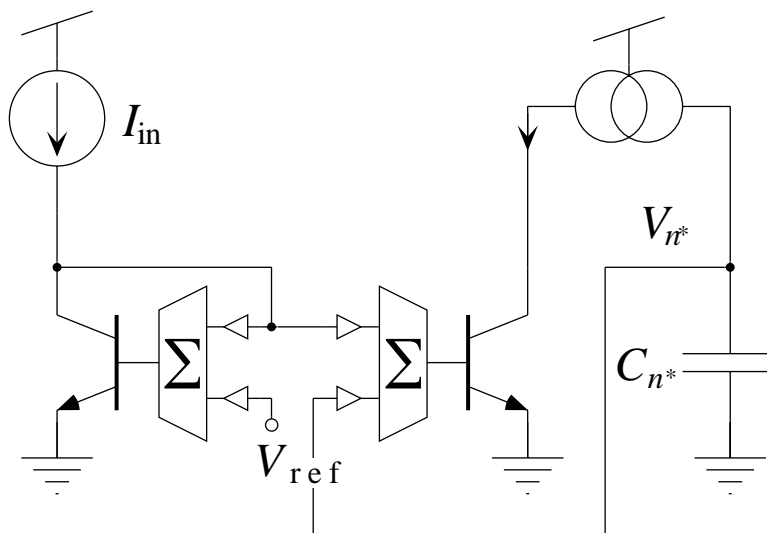 I_in
V_n*
Σ
Σ
C_n*
V_ref